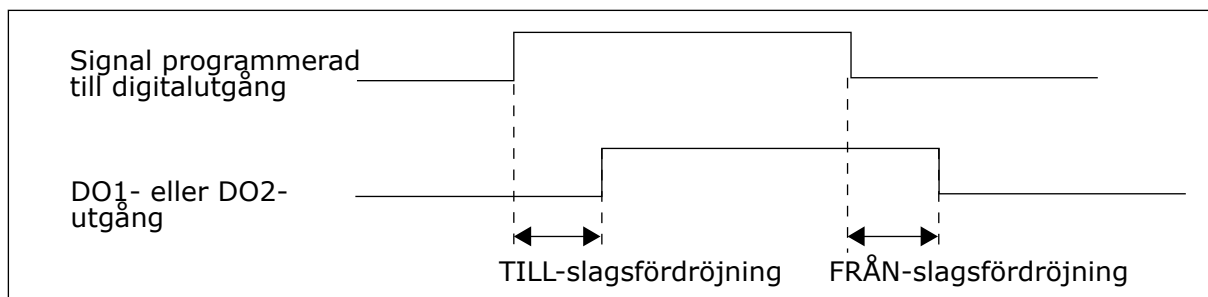 Signal programmerad
till digitalutgång
DO1- eller DO2-
utgång
TILL-slagsfördröjning
FRÅN-slagsfördröjning